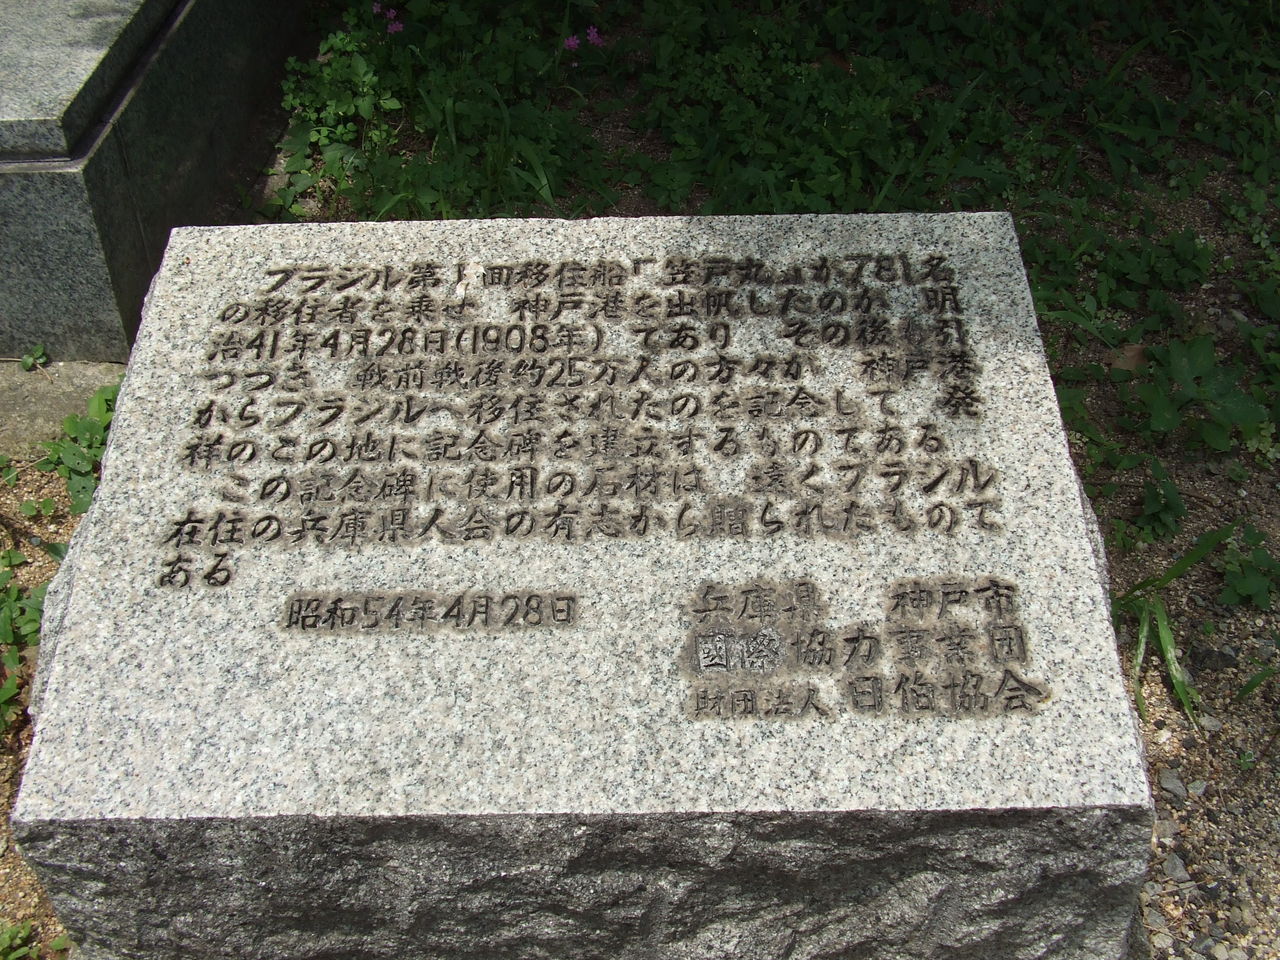 ブラジル第1回移住船「笠戸丸」が781名
の移住者を乗せ 神戸港を出帆したのが 明
治41年4月28日(1908年)であり その後 引
つづき 戦前戦後約25万人の方々が 神戸港
からブラジルへ移住されたのを記念して 発
祥のこの地に記念碑を建立するものである
この記念碑に使用の石材は 遠くブラジル
在住の兵庫県人会の有志から贈られたもので
ある
昭和54年4月28日
兵庫県 神戸市
國際協力事業団
財団法人 日伯協会